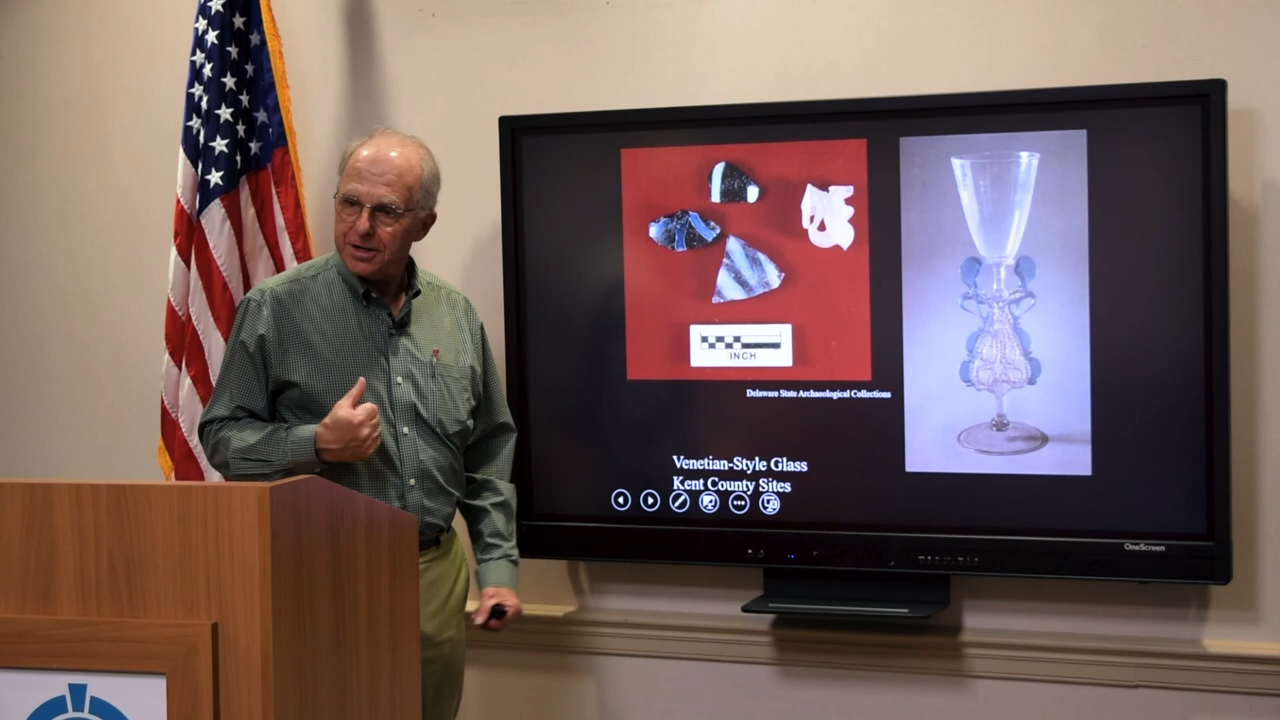 INCH
Delaware State Archaeological Collections
Venetian-Style Glass
Kent County Sites
OneScreen